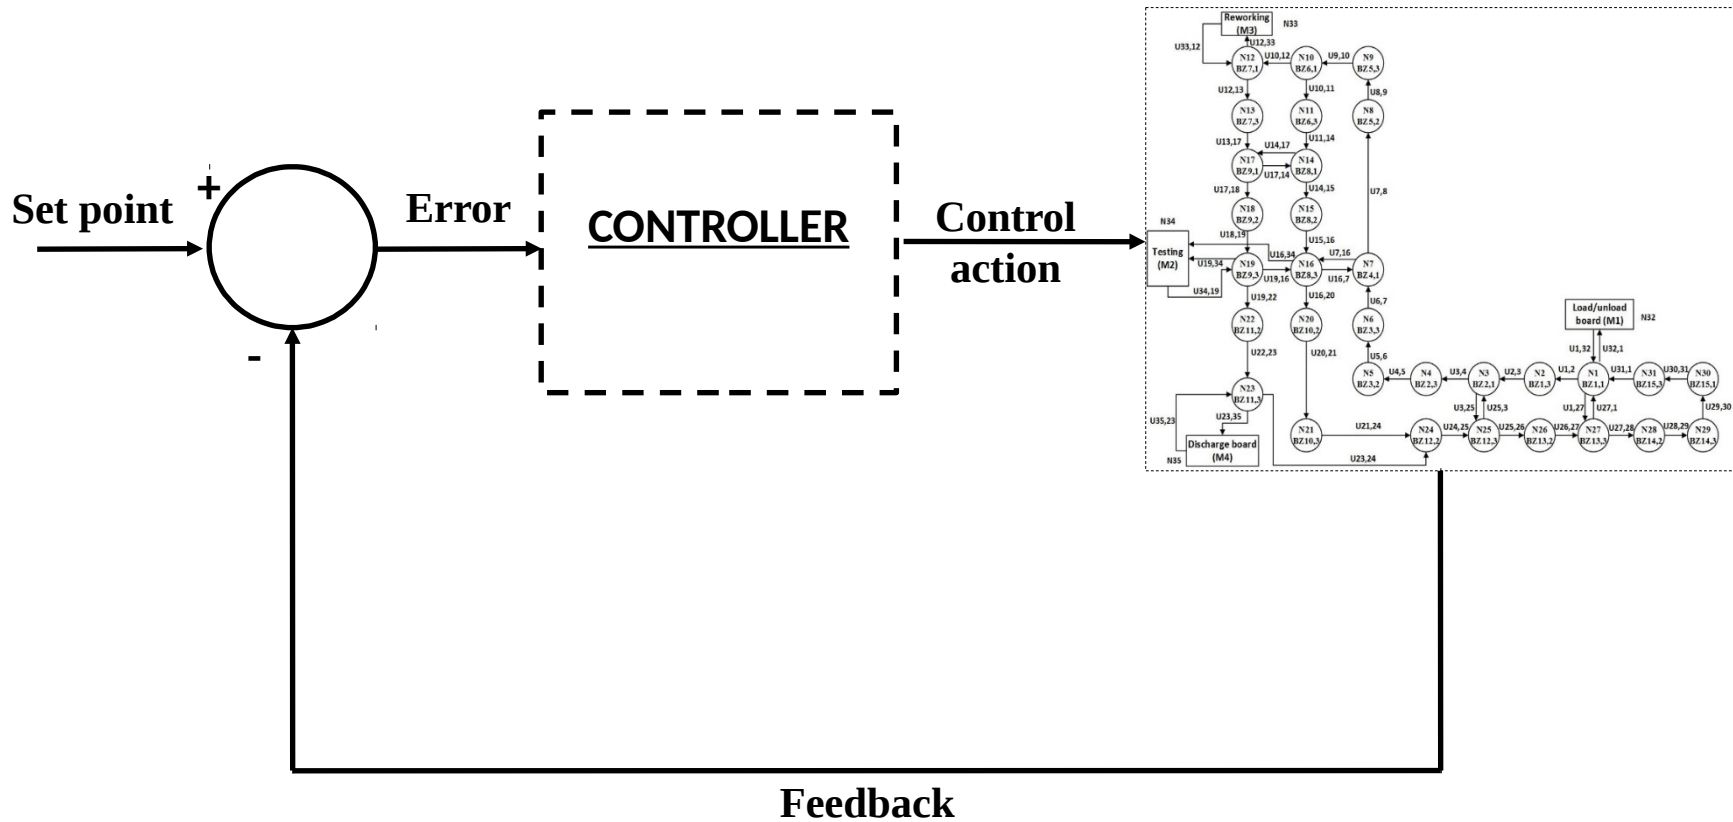 Set point
+
-
Error
CONTROLLER
Control
action
Feedback
Reworking
(M3)
N33
U33,12
U12,33
N12
BZ7,1
U10,12
N10
BZ6,1
U9,10
N9
BZ5,3
U12,13
U10,11
U8,9
N13
BZ7,3
N11
BZ6,3
N8
BZ5,2
U13,17
U14,17
U11,14
N17
BZ9,1
U17,14
N14
BZ8,1
U17,18
U14,15
U7,8
N34
N18
BZ9,2
N15
BZ8,2
U18,19
U15,16
Testing
(M2)
U16,34
U7,16
U19,34
N19
BZ9,3
U19,16
N16
BZ8,3
U16,7
N7
BZ4,1
U34,19
U19,22
U16,20
U6,7
N22
BZ11,2
N20
BZ10,2
N6
BZ3,3
Load/unload
board (M1)
N32
U22,23
U20,21
U5,6
U1,32
U32,1
N5
BZ3,2
U4,5
N4
BZ2,3
U3,4
N3
BZ2,1
U2,3
N2
BZ1,3
U1,2
N1
BZ1,1
U31,1
N31
BZ15,3
U30,31
N30
BZ15,1
N23
BZ11,3
U35,23
U23,35
U3,25
U25,3
U1,27
U27,1
U29,30
N21
BZ10,3
U21,24
N24
BZ12,2
U24,25
N25
BZ12,3
U25,26
N26
BZ13,2
U26,27
N27
BZ13,3
U27,28
N28
BZ14,2
U28,29
N29
BZ14,3
Discharge board
(M4)
N35
U23,24